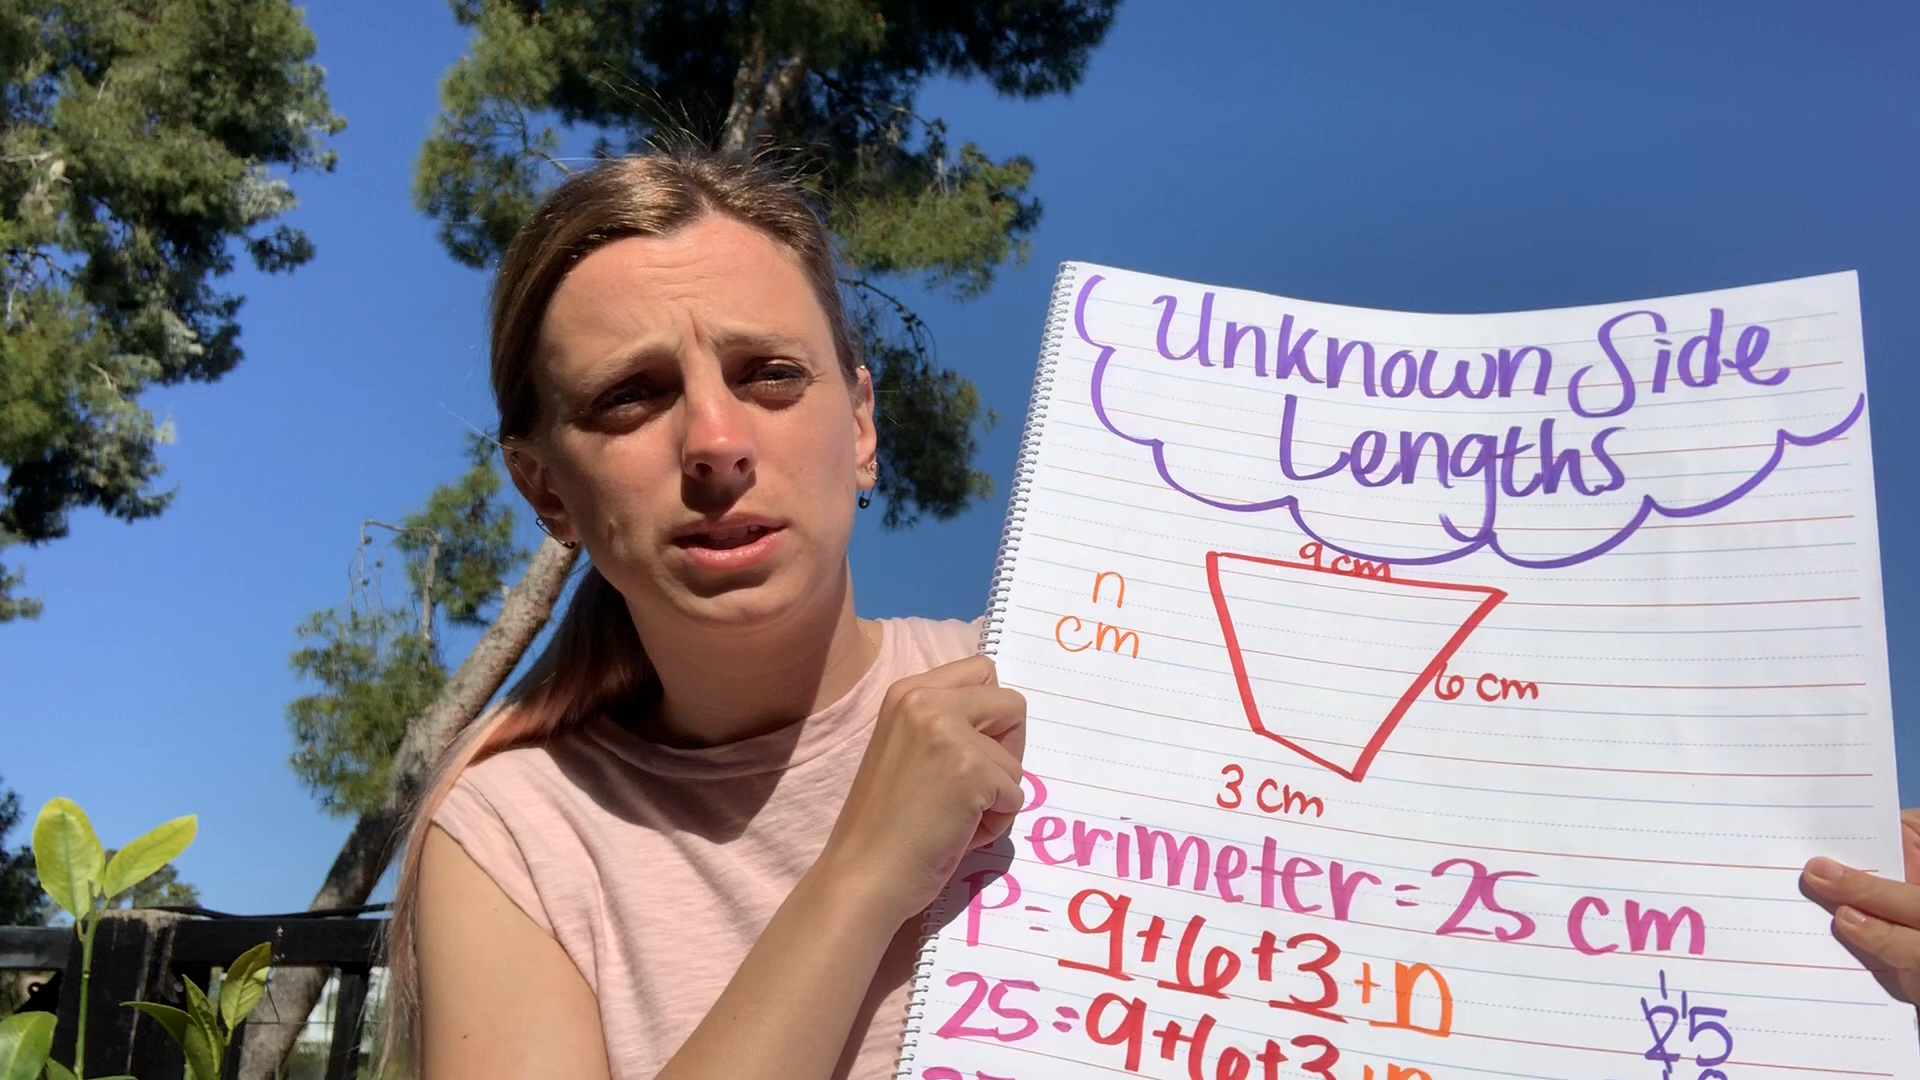 Unknown Side
Lengths
9 cm
n
cm
6 cm
3 cm
Perimeter = 25 cm
P = 9+6+3+n
25 = 9+6+3+n
25